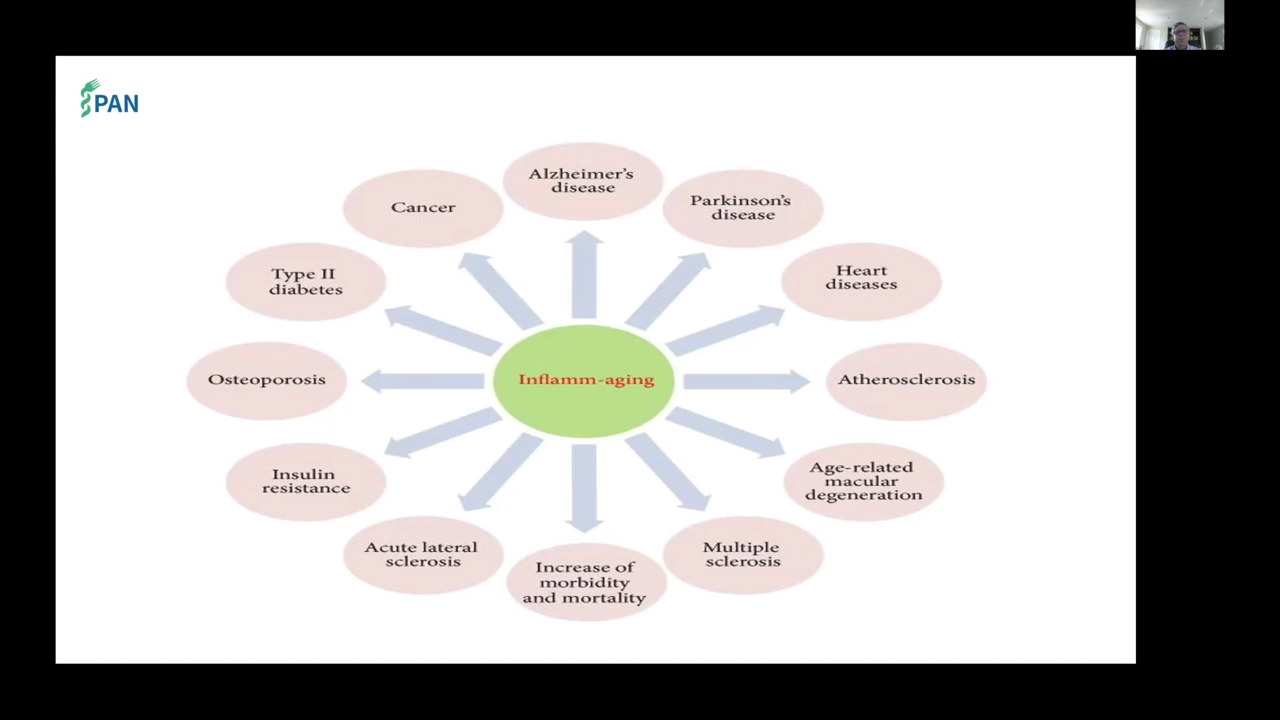 PAN
Alzheimer's
disease
Parkinson's
disease
Heart
diseases
Atherosclerosis
Age-related
macular
degeneration
Multiple
sclerosis
Increase of
morbidity
and mortality
Acute lateral
sclerosis
Insulin
resistance
Osteoporosis
Type II
diabetes
Cancer
Inflamm-aging